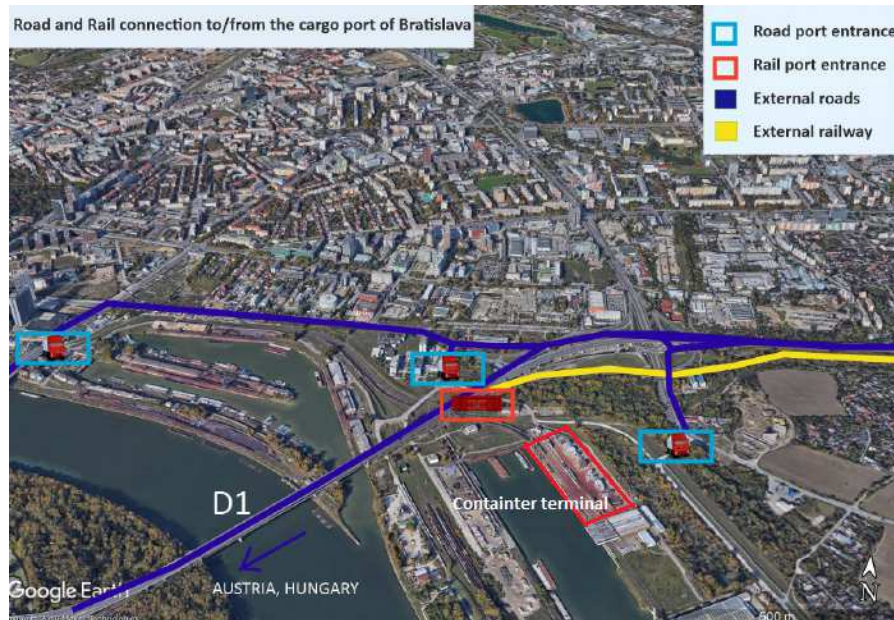 Road and Rail connection to/from the cargo port of Bratislava
Road port entrance
Rail port entrance
External roads
External railway
D1
Containter terminal
AUSTRIA, HUNGARY
Google Earth
N
500 m